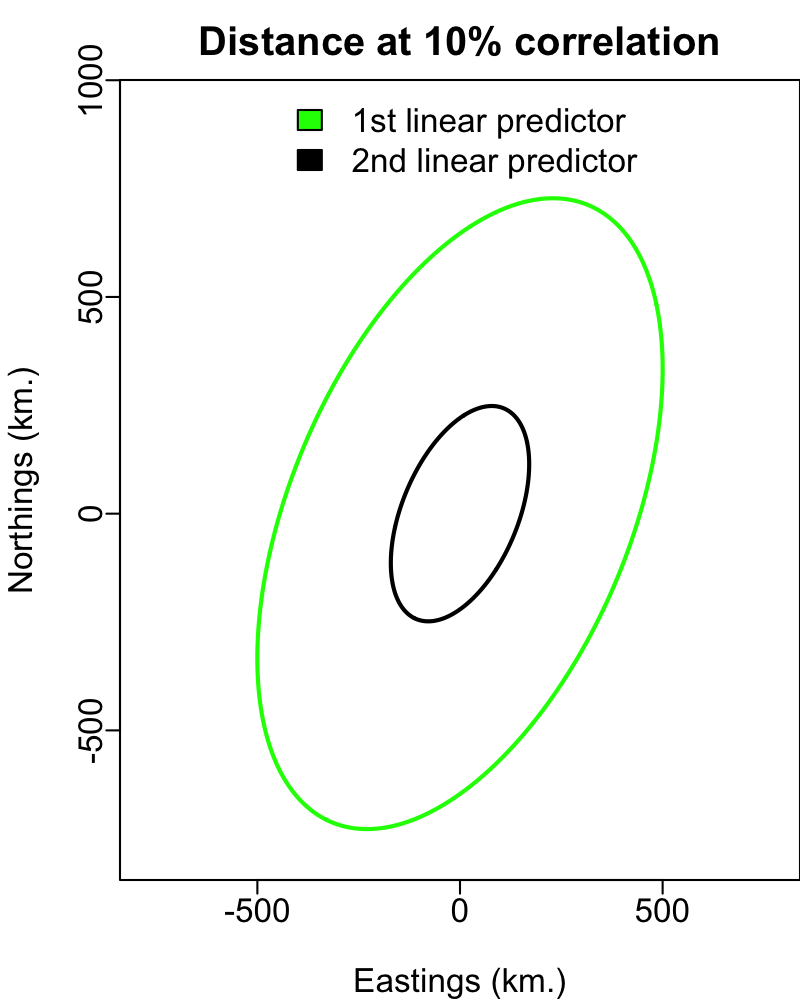 Distance at 10% correlation
1st linear predictor
2nd linear predictor
1000
500
0
-500
Northings (km.)
-500 0 500
Eastings (km.)